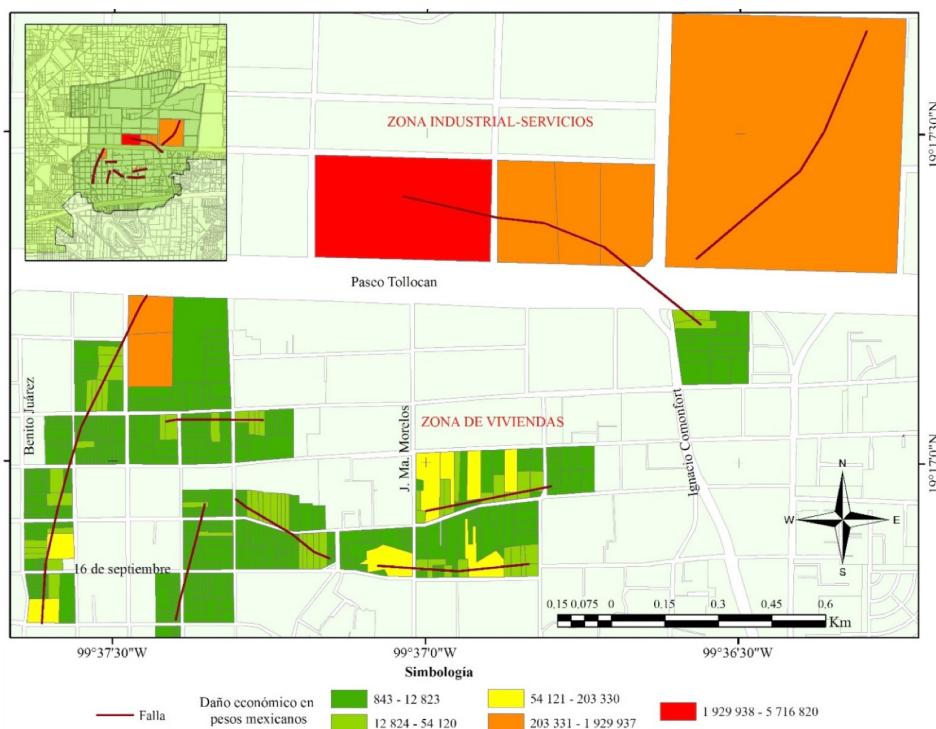 ZONA INDUSTRIAL-SERVICIOS
19°17'30"N
Paseo Tollocan
Benito Juárez
ZONA DE VIVIENDAS
J. Ma. Morelos
Ignacio Comonfort
19°17'0"N
N
W E
S
16 de septiembre
0,15 0,075 0 0,15 0,3 0,45 0,6
Km
99°37'30"W 99°37'0"W 99°36'30"W
Simbología
Falla
Daño económico en
pesos mexicanos
843 - 12 823
12 824 - 54 120
54 121 - 203 330
203 331 - 1 929 937
1 929 938 - 5 716 820